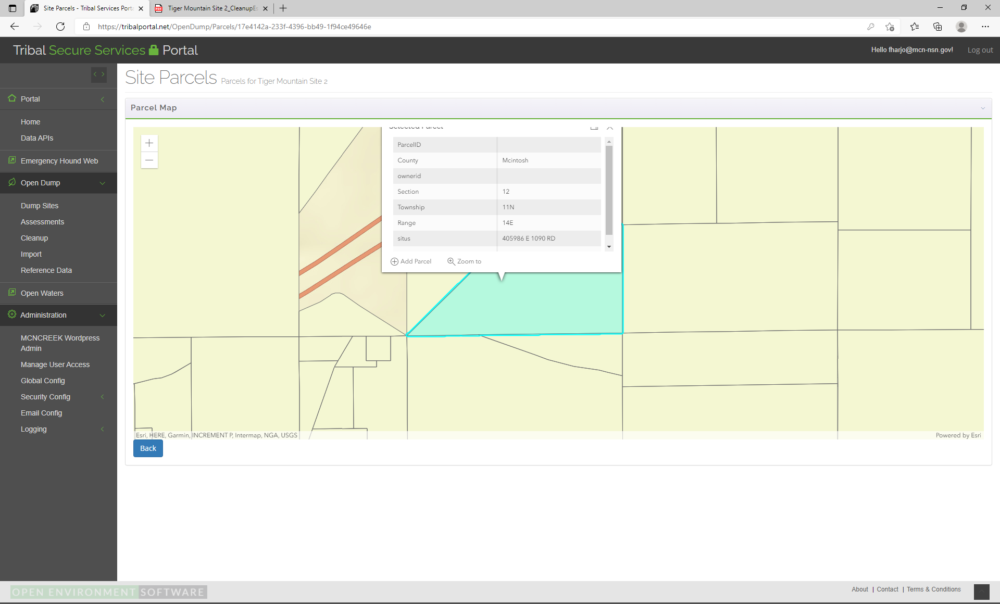 Site Parcels - Tribal Services Porta
Tiger Mountain Site 2_CleanupEs
https://tribalportal.net/OpenDump/Parcels/17e4142a-233f-4396-bb49-1f94ce49646e
Tribal Secure Services Portal
Hello fharjo@mcn-nsn.gov!
Log out
Portal
Home
Data APIs
Emergency Hound Web
Open Dump
Dump Sites
Assessments
Cleanup
Import
Reference Data
Open Waters
Administration
MCNCREEK Wordpress
Admin
Manage User Access
Global Config
Security Config
Email Config
Logging
Site Parcels Parcels for Tiger Mountain Site 2
Parcel Map
Selected Parcel
ParcelID
County Mcintosh
ownerid
Section 12
Township 11N
Range 14E
situs 405986 E 1090 RD
Add Parcel Zoom to
Esri, HERE, Garmin, INCREMENT P, Intermap, NGA, USGS
Powered by Esri
Back
OPEN ENVIRONMENT SOFTWARE
About | Contact | Terms & Conditions